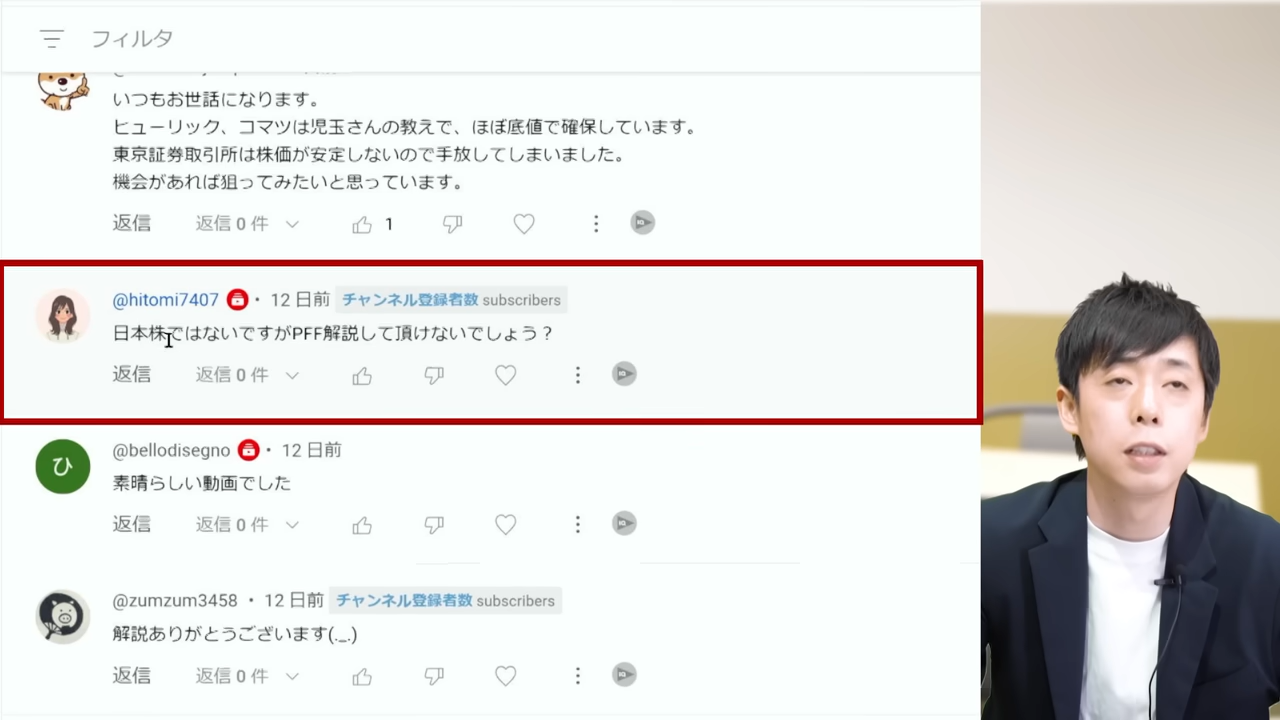 フィルタ
いつもお世話になります。
ヒューリック、コマツは児玉さんの教えで、ほぼ底値で確保しています。
東京証券取引所は株価が安定しないので手放してしまいました。
機会があれば狙ってみたいと思っています。
返信 返信 0 件 1
@hitomi7407 ・ 12 日前 チャンネル登録者数 subscribers
日本株ではないですがPFF解説して頂けないでしょう？
返信 返信 0 件
ひ @bellodisegno ・ 12 日前
素晴らしい動画でした
返信 返信 0 件
@zumzum3458 ・ 12 日前 チャンネル登録者数 subscribers
解説ありがとうございます(._.)
返信 返信 0 件